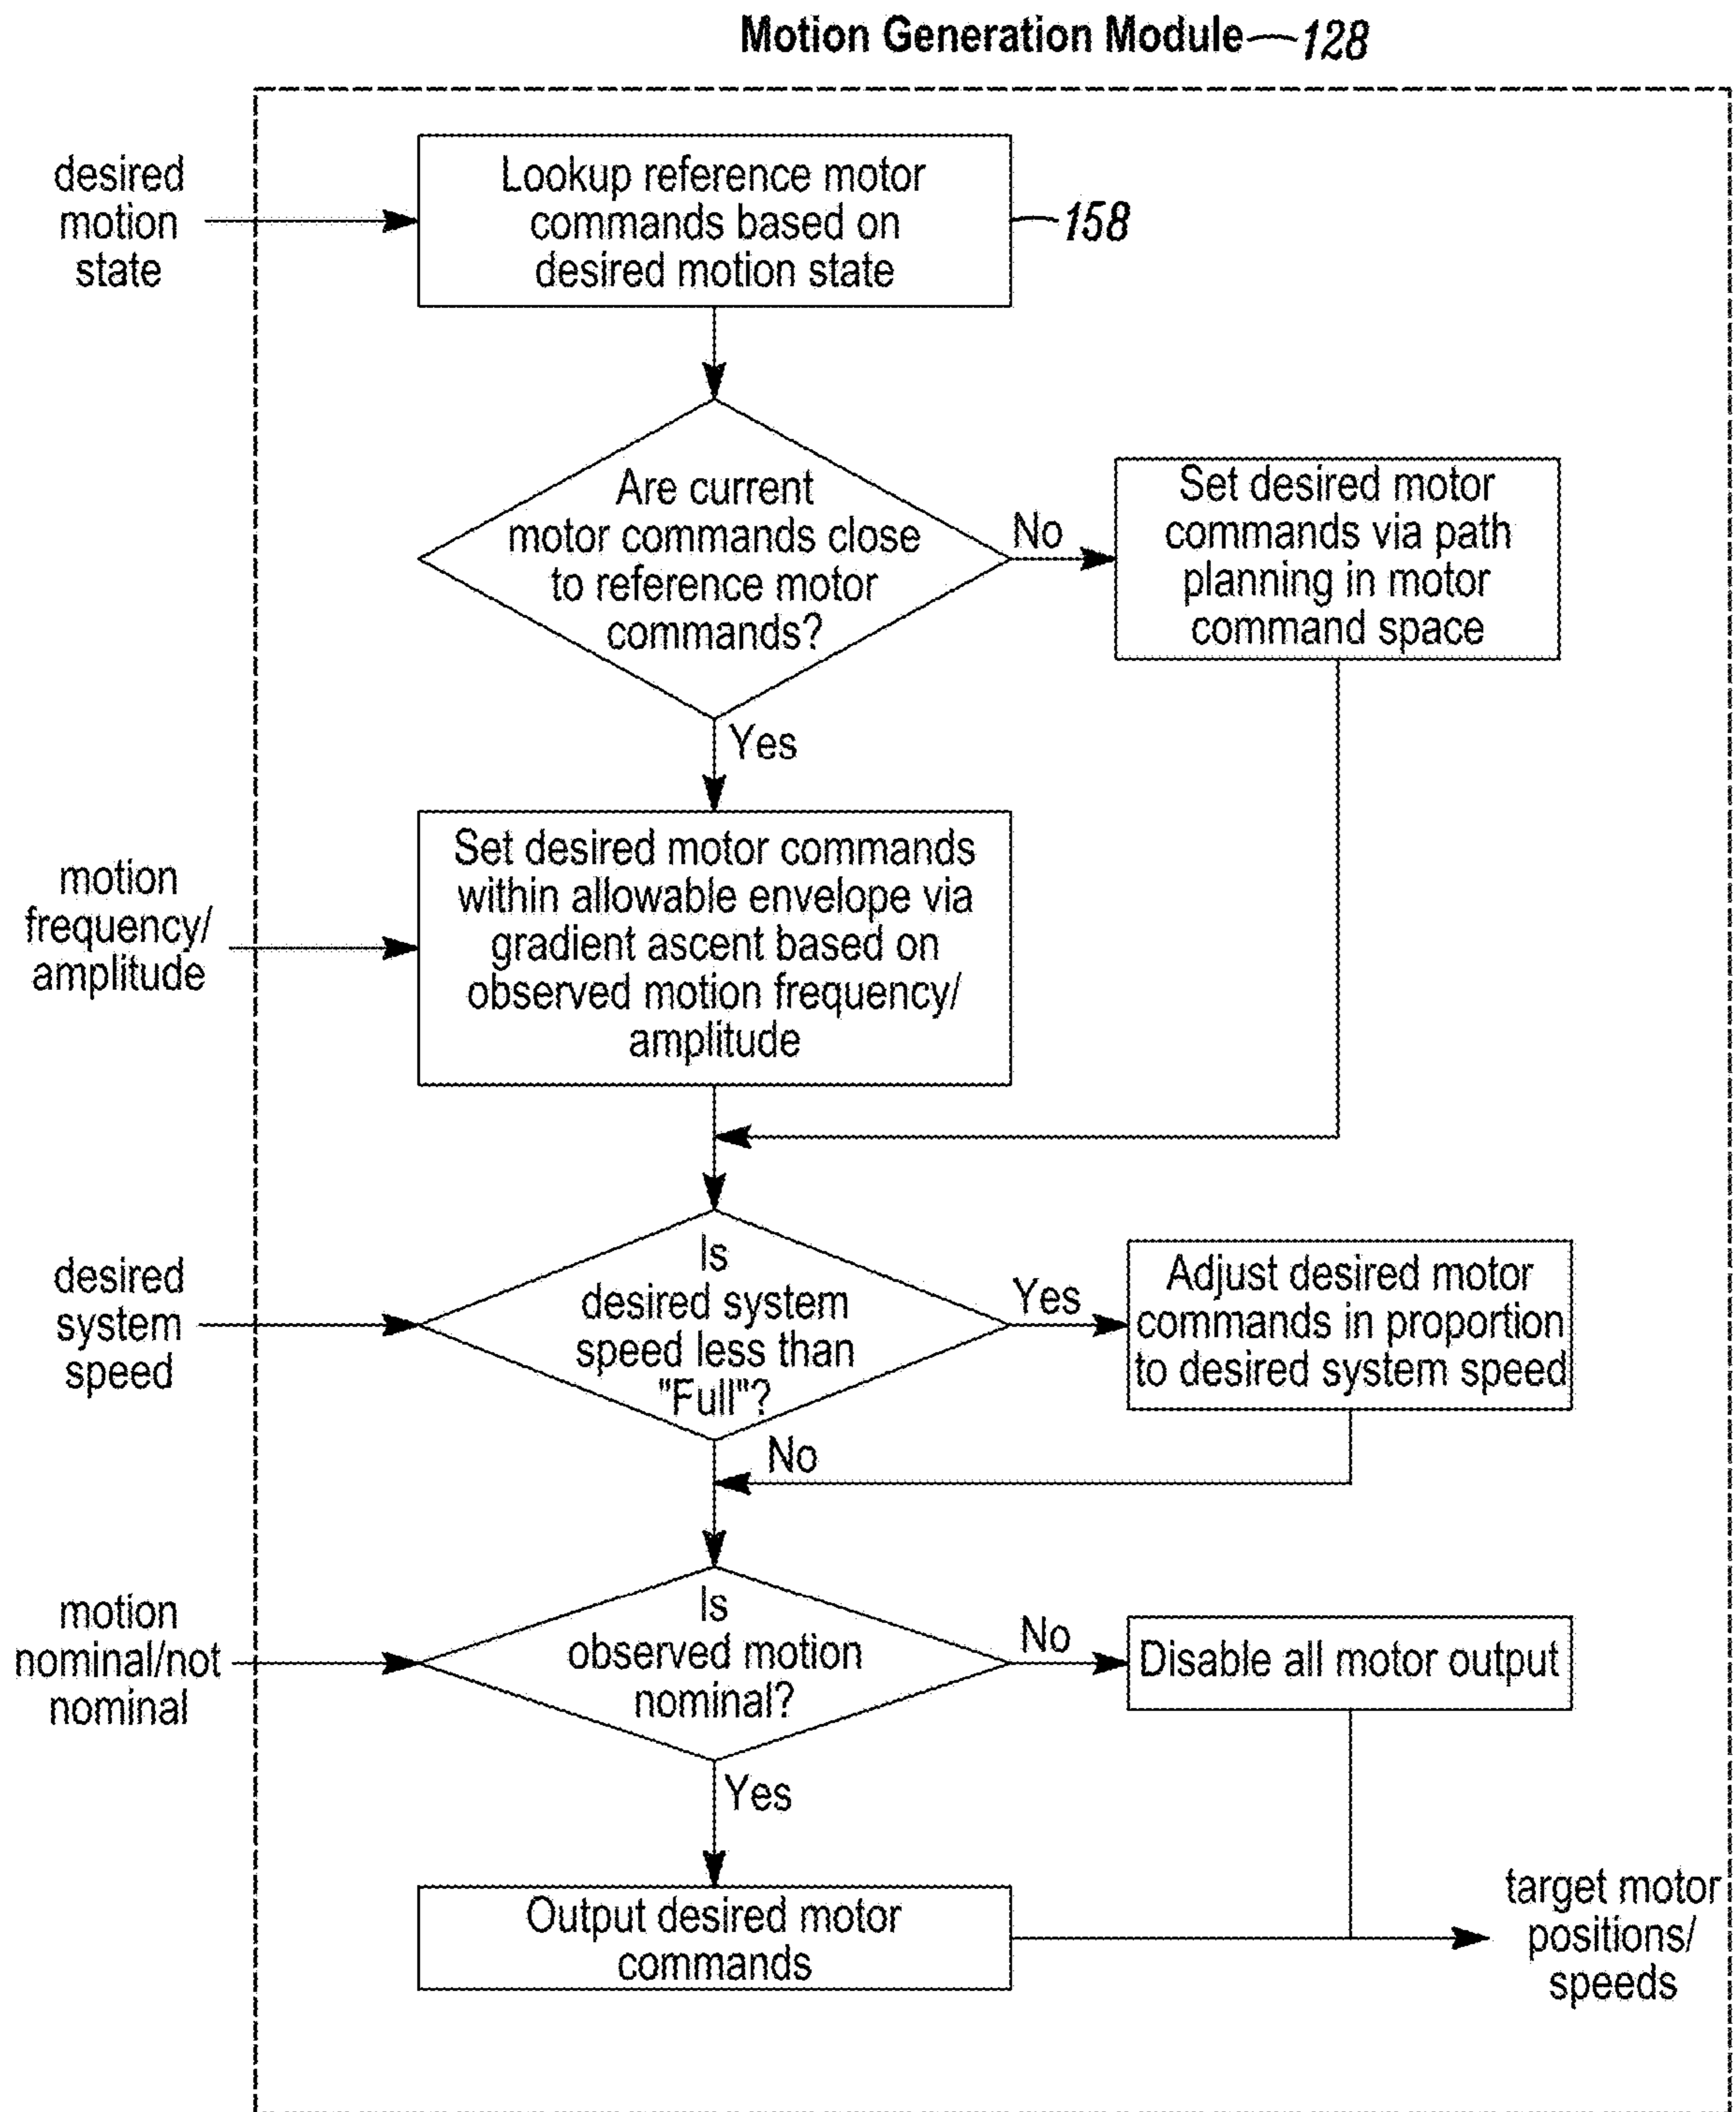 Motion Generation Module 128
desired
motion
state
Lookup reference motor
commands based on
desired motion state
158
Are current
motor commands close
to reference motor
commands?
No
Set desired motor
commands via path
planning in motor
command space
Yes
motion
frequency/
amplitude
Set desired motor commands
within allowable envelope via
gradient ascent based on
observed motion frequency/
amplitude
desired
system
speed
Is
desired system
speed less than
"Full"?
Yes
Adjust desired motor
commands in proportion
to desired system speed
No
motion
nominal/not
nominal
Is
observed motion
nominal?
No
Disable all motor output
Yes
Output desired motor
commands
target motor
positions/
speeds